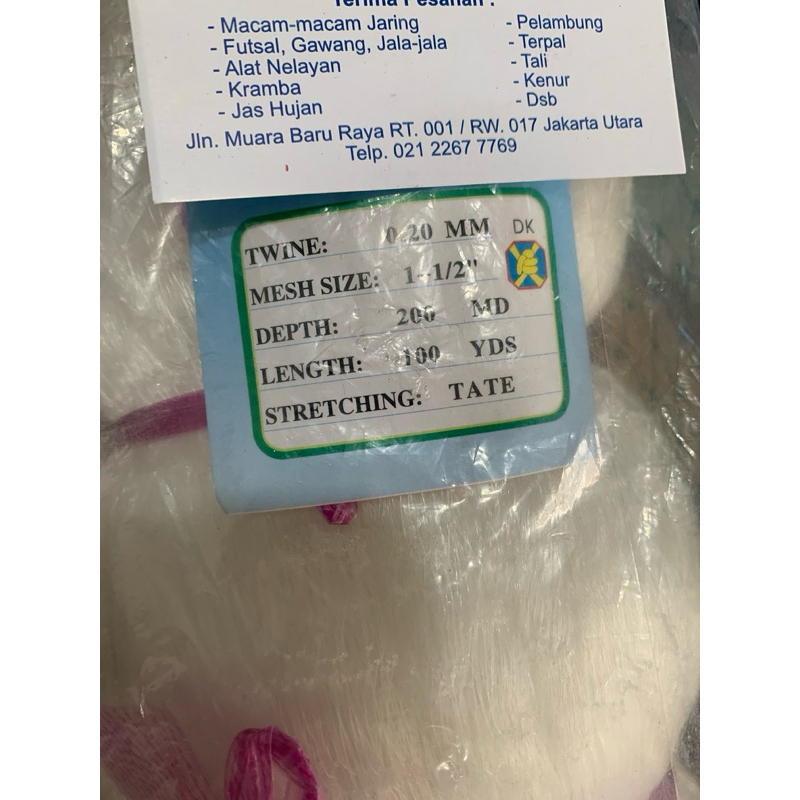 Terima Pesanan :
- Macam-macam Jaring
- Futsal, Gawang, Jala-jala
- Alat Nelayan
- Kramba
- Jas Hujan
- Pelambung
- Terpal
- Tali
- Kenur
- Dsb
Jln. Muara Baru Raya RT. 001 / RW. 017 Jakarta Utara
Telp. 021 2267 7769
TWINE: 0.20 MM DK
MESH SIZE: 1-1/2"
DEPTH: 200 MD
LENGTH: 100 YDS
STRETCHING: TATE